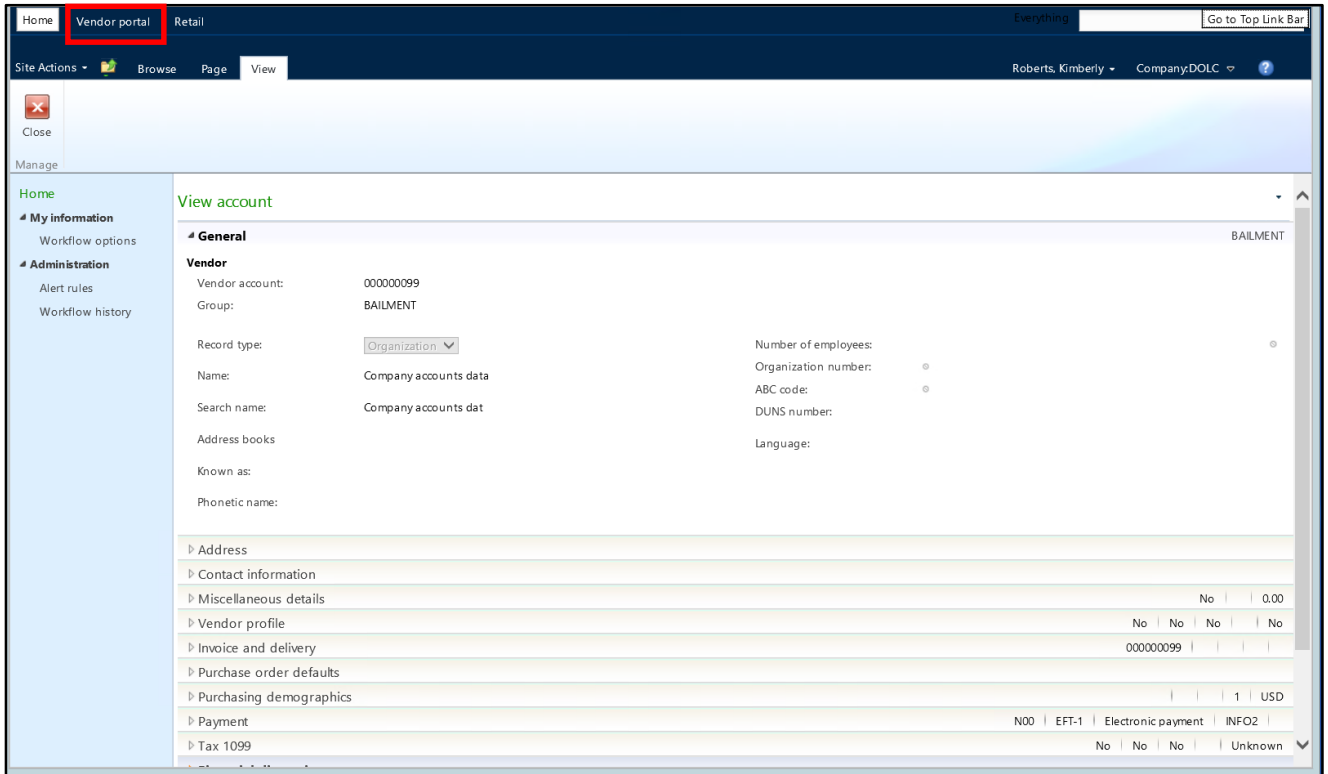 Home Vendor portal Retail Everything Go to Top Link Bar
Site Actions Browse Page View Roberts, Kimberly Company:DOLC ?
Close
Manage
Home
My information
Workflow options
Administration
Alert rules
Workflow history
View account
General BAILMENT
Vendor
Vendor account: 000000099
Group: BAILMENT
Record type: Organization Number of employees:
Organization number:
Name: Company accounts data
ABC code:
Search name: Company accounts dat
DUNS number:
Address books
Language:
Known as:
Phonetic name:
Address
Contact information
Miscellaneous details No 0.00
Vendor profile No No No No
Invoice and delivery 000000099
Purchase order defaults
Purchasing demographics 1 USD
Payment N00 EFT-1 Electronic payment INFO2
Tax 1099 No No No Unknown